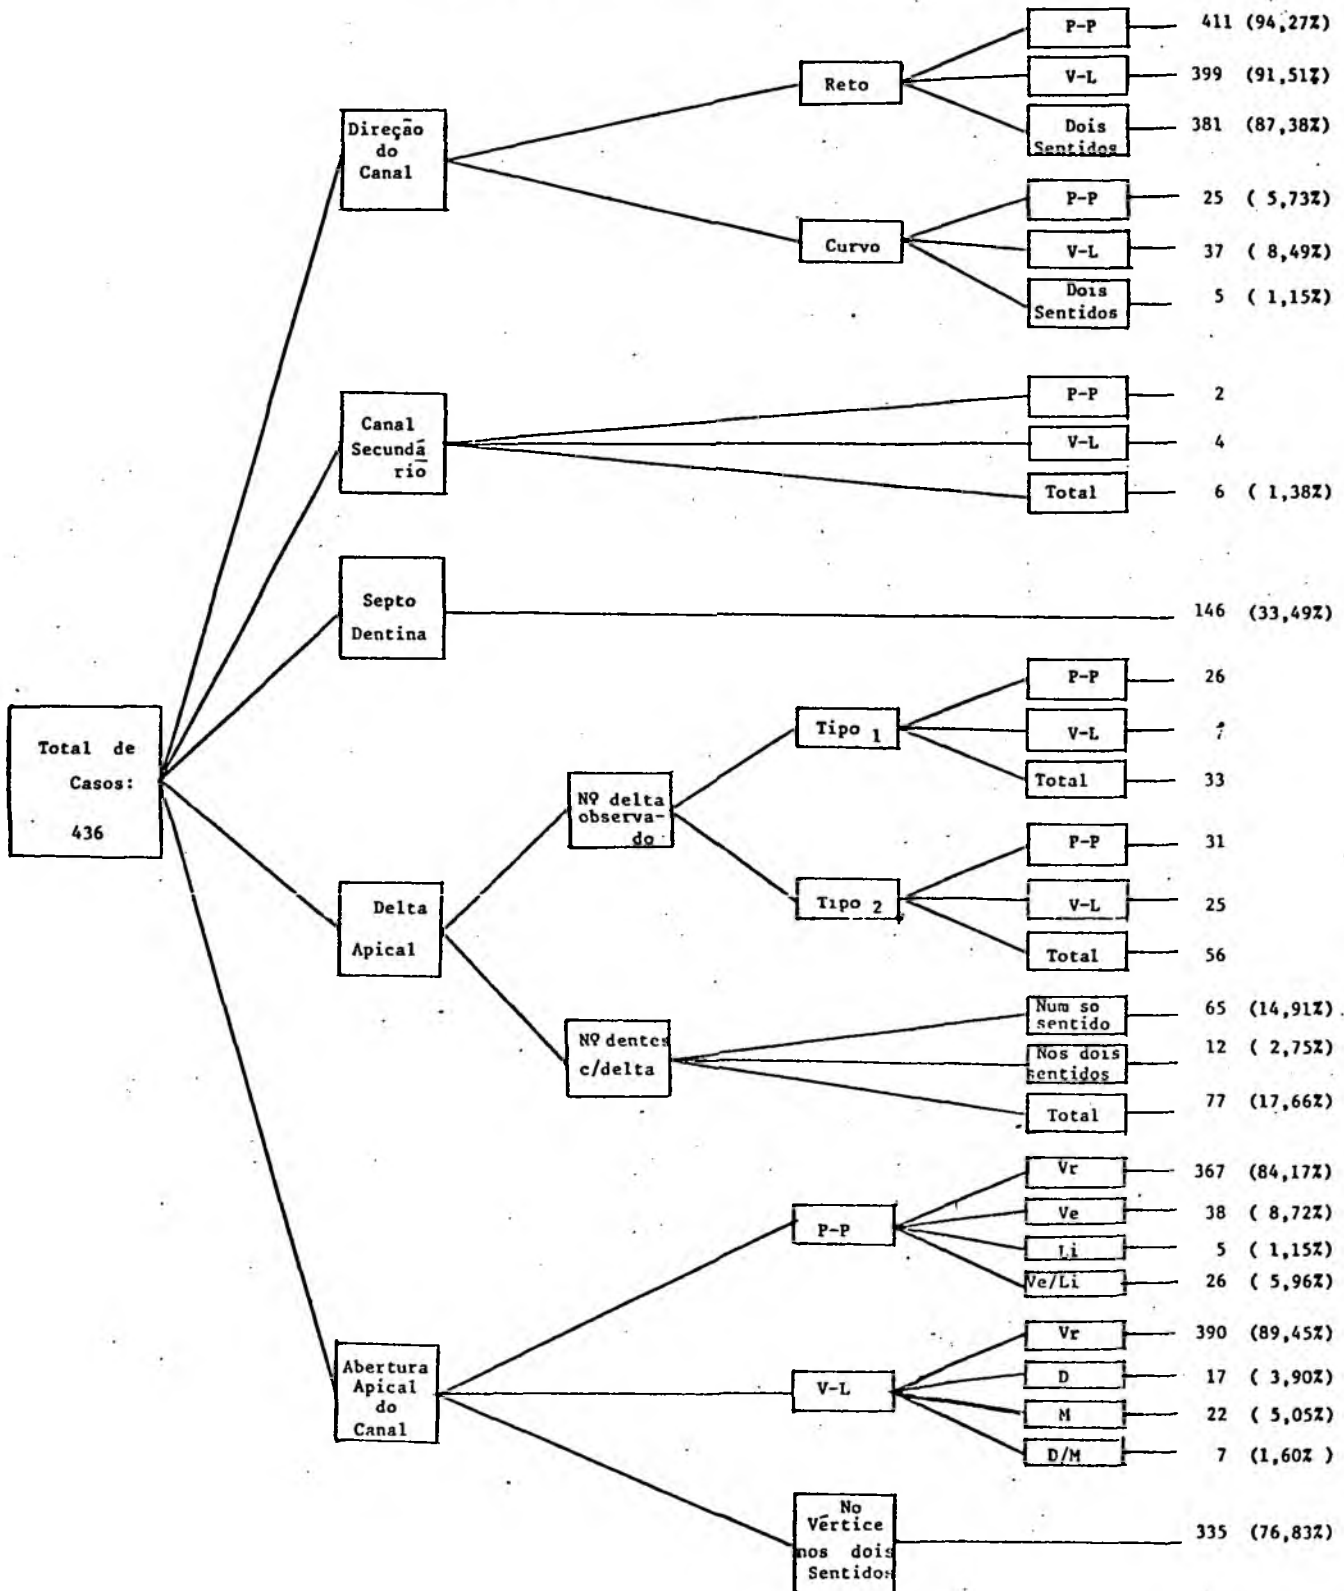 P-P 411 (94,27%)
Reto V-L 399 (91,51%)
Dois 381 (87,38%)
Sentidos
Direção
do
Canal
P-P 25 ( 5,73%)
Curvo V-L 37 ( 8,49%)
Dois 5 ( 1,15%)
Sentidos
P-P 2
Canal
Secundá
rio
V-L 4
Total 6 ( 1,38%)
Septo
Dentina
146 (33,49%)
Total de
Casos:
436
P-P 26
Tipo 1 V-L
Total 33
Nº delta
observa-
do
P-P 31
Tipo 2 V-L 25
Total 56
Delta
Apical
Num so
sentido
65 (14,91%)
Nº dentes
c/delta
Nos dois
sentidos
12 ( 2,75%)
Total 77 (17,66%)
Vr 367 (84,17%)
P-P Ve 38 ( 8,72%)
Li 5 ( 1,15%)
Ve/Li 26 ( 5,96%)
Abertura
Apical
do
Canal
Vr 390 (89,45%)
V-L D 17 ( 3,90%)
M 22 ( 5,05%)
D/M 7 (1,60% )
No
Vértice
nos dois
Sentidos
335 (76,83%)